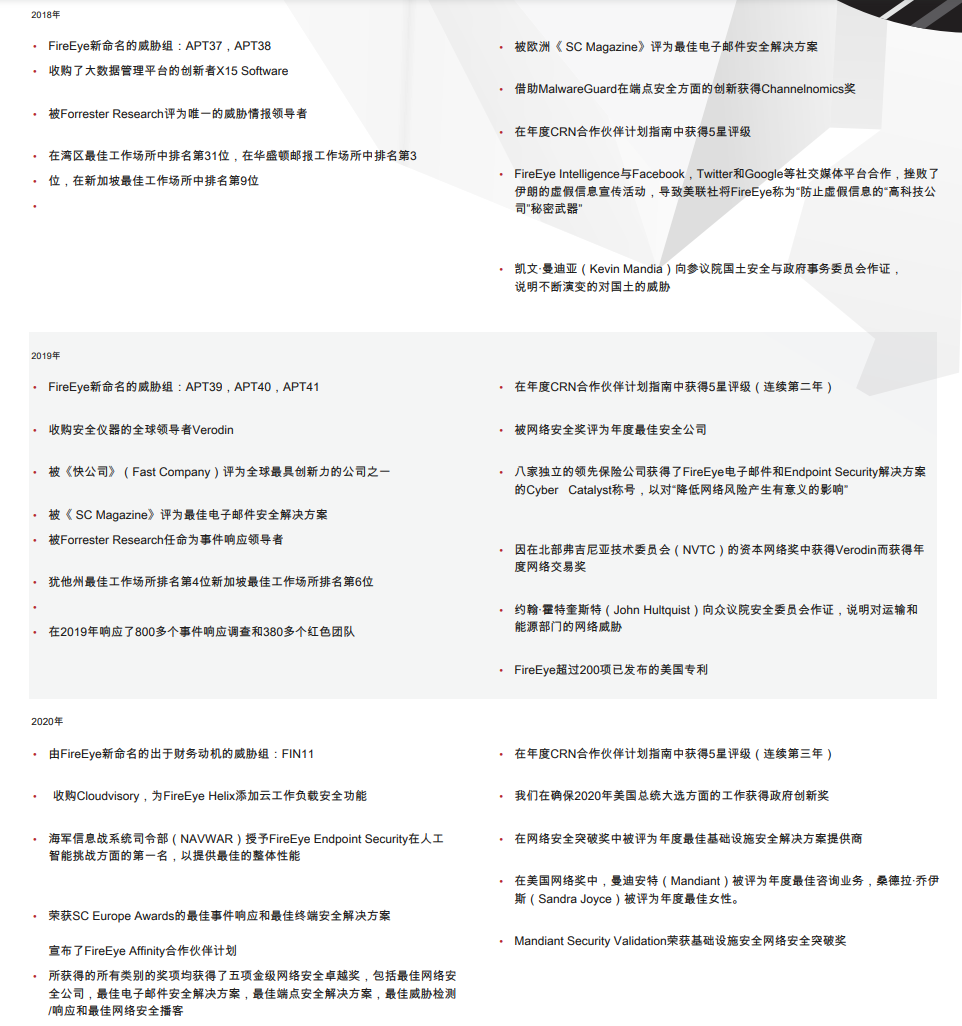 2018年
• FireEye新命名的威胁组：APT37，APT38
• 收购了大数据管理平台的创新者X15 Software
• 被Forrester Research评为唯一的威胁情报领导者
• 在湾区最佳工作场所中排名第31位，在华盛顿邮报工作场所中排名第3
• 位，在新加坡最佳工作场所中排名第9位
•
• 被欧洲《 SC Magazine》评为最佳电子邮件安全解决方案
• 借助MalwareGuard在端点安全方面的创新获得Channelnomics奖
• 在年度CRN合作伙伴计划指南中获得5星评级
• FireEye Intelligence与Facebook，Twitter和Google等社交媒体平台合作，挫败了
伊朗的虚假信息宣传活动，导致美联社将FireEye称为“防止虚假信息的“高科技公
司”秘密武器”
• 凯文·曼迪亚（Kevin Mandia）向参议院国土安全与政府事务委员会作证，
说明不断演变的对国土的威胁
2019年
• FireEye新命名的威胁组：APT39，APT40，APT41
• 收购安全仪器的全球领导者Verodin
• 被《快公司》（Fast Company）评为全球最具创新力的公司之一
• 被《 SC Magazine》评为最佳电子邮件安全解决方案
• 被Forrester Research任命为事件响应领导者
• 犹他州最佳工作场所排名第4位新加坡最佳工作场所排名第6位
•
• 在2019年响应了800多个事件响应调查和380多个红色团队
• 在年度CRN合作伙伴计划指南中获得5星评级（连续第二年）
• 被网络安全奖评为年度最佳安全公司
• 八家独立的领先保险公司获得了FireEye电子邮件和Endpoint Security解决方案
的Cyber Catalyst称号，以对“降低网络风险产生有意义的影响”
• 因在北部弗吉尼亚技术委员会（NVTC）的资本网络奖中获得Verodin而获得年
度网络交易奖
• 约翰·霍特奎斯特（John Hultquist）向众议院安全委员会作证，说明对运输和
能源部门的网络威胁
• FireEye超过200项已发布的美国专利
2020年
• 由FireEye新命名的出于财务动机的威胁组：FIN11
• 收购Cloudvisory，为FireEye Helix添加云工作负载安全功能
• 海军信息战系统司令部（NAVWAR）授予FireEye Endpoint Security在人工
智能挑战方面的第一名，以提供最佳的整体性能
• 荣获SC Europe Awards的最佳事件响应和最佳终端安全解决方案
宣布了FireEye Affinity合作伙伴计划
• 所获得的所有类别的奖项均获得了五项金级网络安全卓越奖，包括最佳网络安
全公司，最佳电子邮件安全解决方案，最佳端点安全解决方案，最佳威胁检测
/响应和最佳网络安全播客
• 在年度CRN合作伙伴计划指南中获得5星评级（连续第三年）
• 我们在确保2020年美国总统大选方面的工作获得政府创新奖
• 在网络安全突破奖中被评为年度最佳基础设施安全解决方案提供商
• 在美国网络奖中，曼迪安特（Mandiant）被评为年度最佳咨询业务，桑德拉·乔伊
斯（Sandra Joyce）被评为年度最佳女性。
• Mandiant Security Validation荣获基础设施安全网络安全突破奖